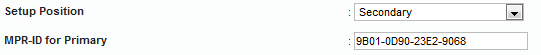 Setup Position : Secondary
MPR-ID for Primary : 9B01-0D90-23E2-9068